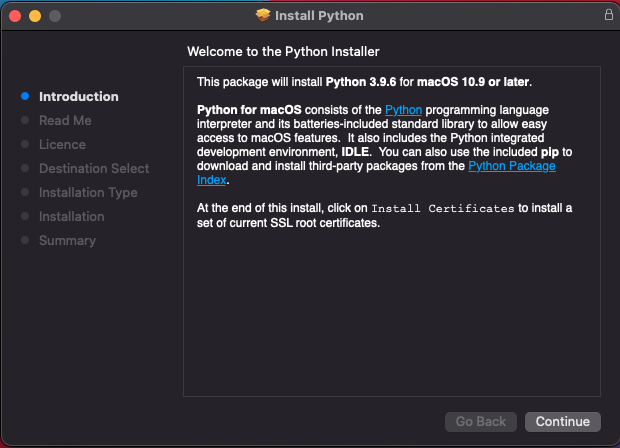 Install Python
Welcome to the Python Installer
Introduction
Read Me
Licence
Destination Select
Installation Type
Installation
Summary
This package will install Python 3.9.6 for macOS 10.9 or later.
Python for macOS consists of the Python programming language
interpreter and its batteries-included standard library to allow easy
access to macOS features.  It also includes the Python integrated
development environment, IDLE.  You can also use the included pip to
download and install third-party packages from the Python Package
Index.
At the end of this install, click on Install Certificates to install a
set of current SSL root certificates.
Go Back
Continue